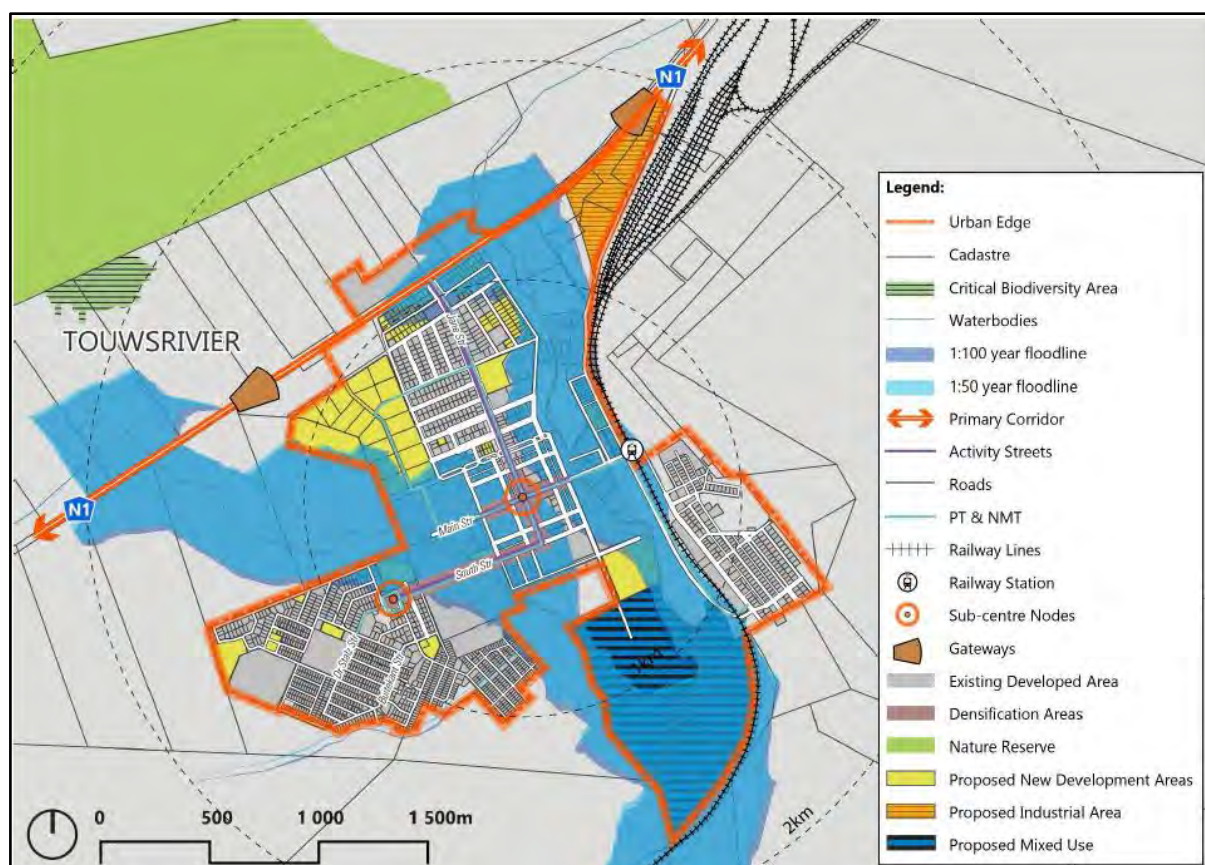 N1
TOUWSRIVIER
Jane Str
Main Str
South Str
N1
1km
2km
0 500 1 000 1 500m
Legend:
Urban Edge
Cadastre
Critical Biodiversity Area
Waterbodies
1:100 year floodline
1:50 year floodline
Primary Corridor
Activity Streets
Roads
PT & NMT
Railway Lines
Railway Station
Sub-centre Nodes
Gateways
Existing Developed Area
Densification Areas
Nature Reserve
Proposed New Development Areas
Proposed Industrial Area
Proposed Mixed Use